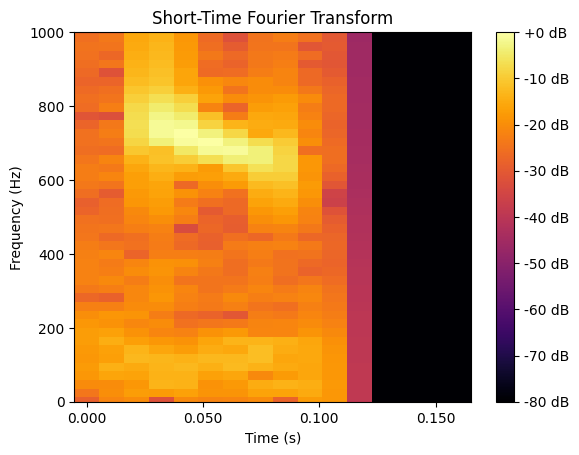 Short-Time Fourier Transform
1000
800
600
400
200
0
Frequency (Hz)
0.000
0.050
0.100
0.150
Time (s)
+0 dB
-10 dB
-20 dB
-30 dB
-40 dB
-50 dB
-60 dB
-70 dB
-80 dB